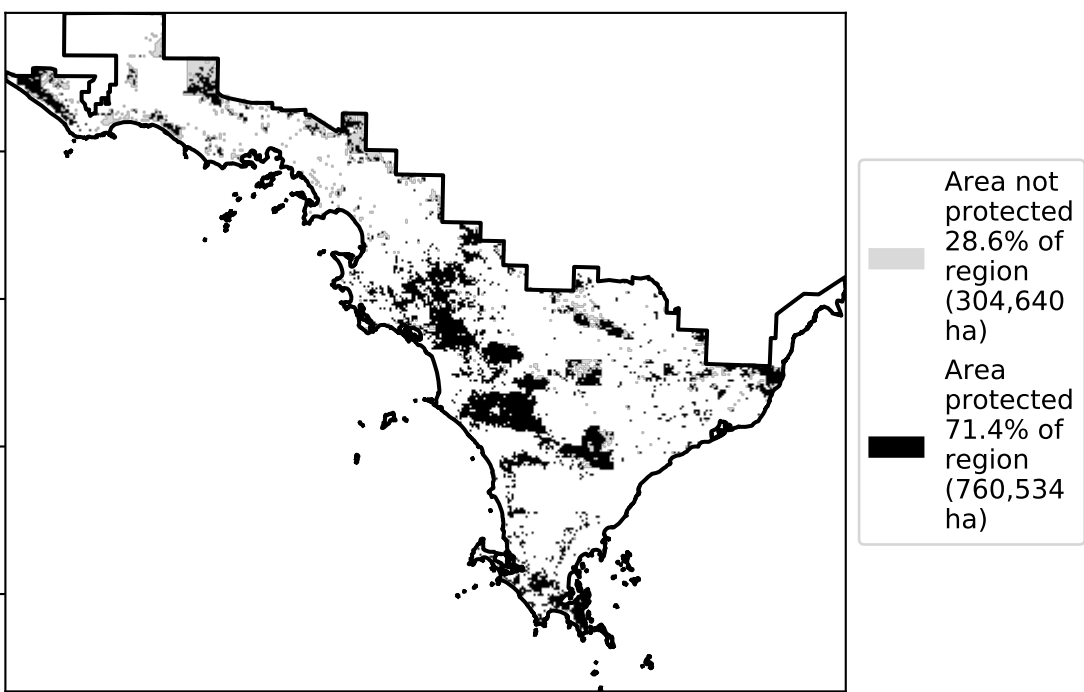 Area not
protected
28.6% of
region
(304,640
ha)
Area
protected
71.4% of
region
(760,534
ha)